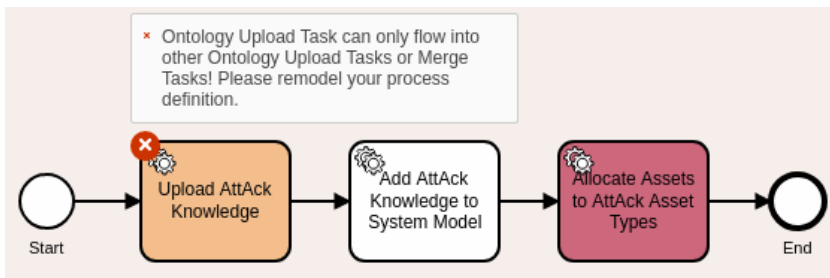 Ontology Upload Task can only flow into
other Ontology Upload Tasks or Merge
Tasks! Please remodel your process
definition.
Upload AttAck
Knowledge
Add AttAck
Knowledge to
System Model
Allocate Assets
to AttAck Asset
Types
Start
End